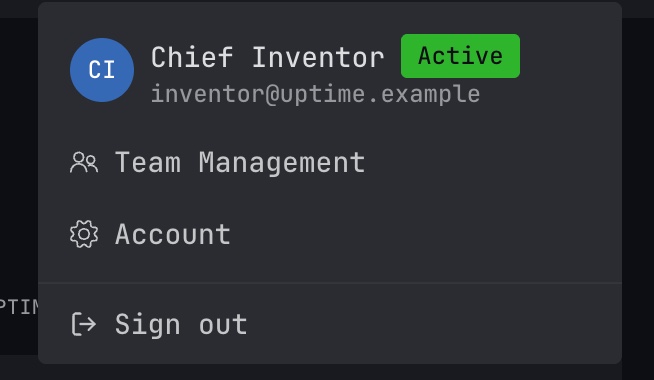 CI
Chief Inventor Active
inventor@uptime.example
Team Management
Account
Sign out